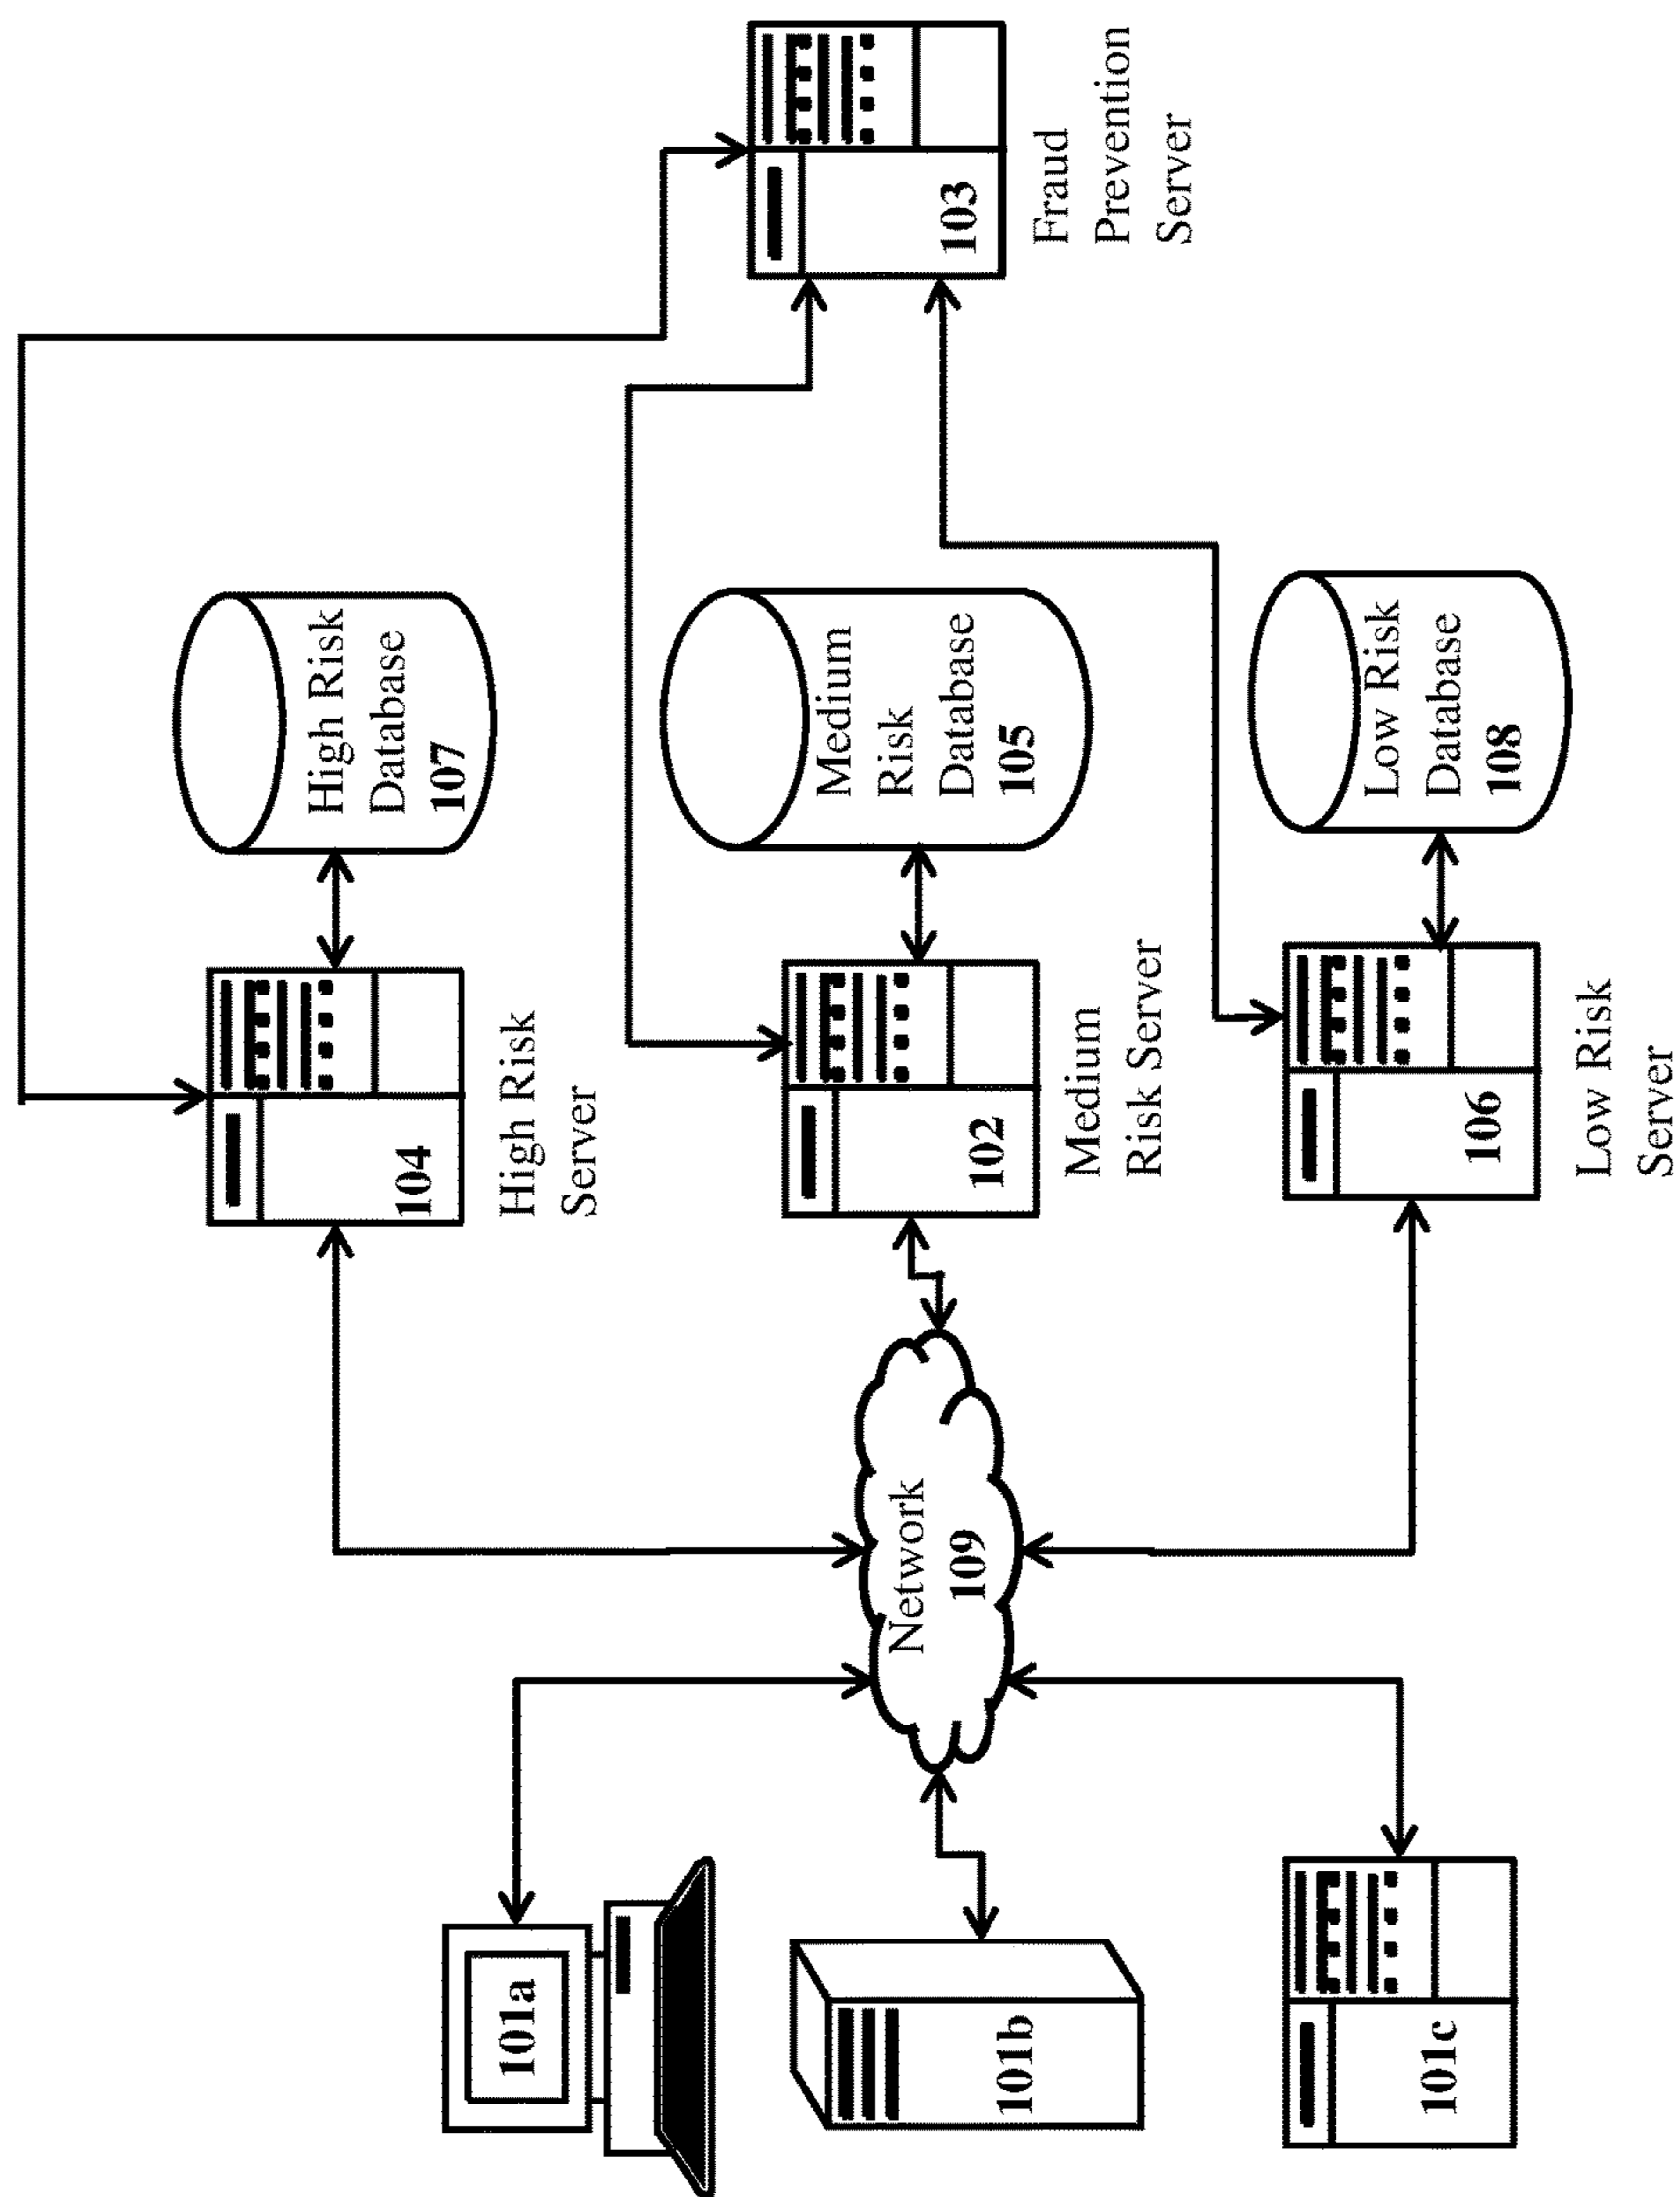 101a
101b
101c
Network
109
104
High Risk
Server
102
Medium
Risk Server
106
Low Risk
Server
High Risk
Database
107
Medium
Risk
Database
105
Low Risk
Database
108
103
Fraud
Prevention
Server